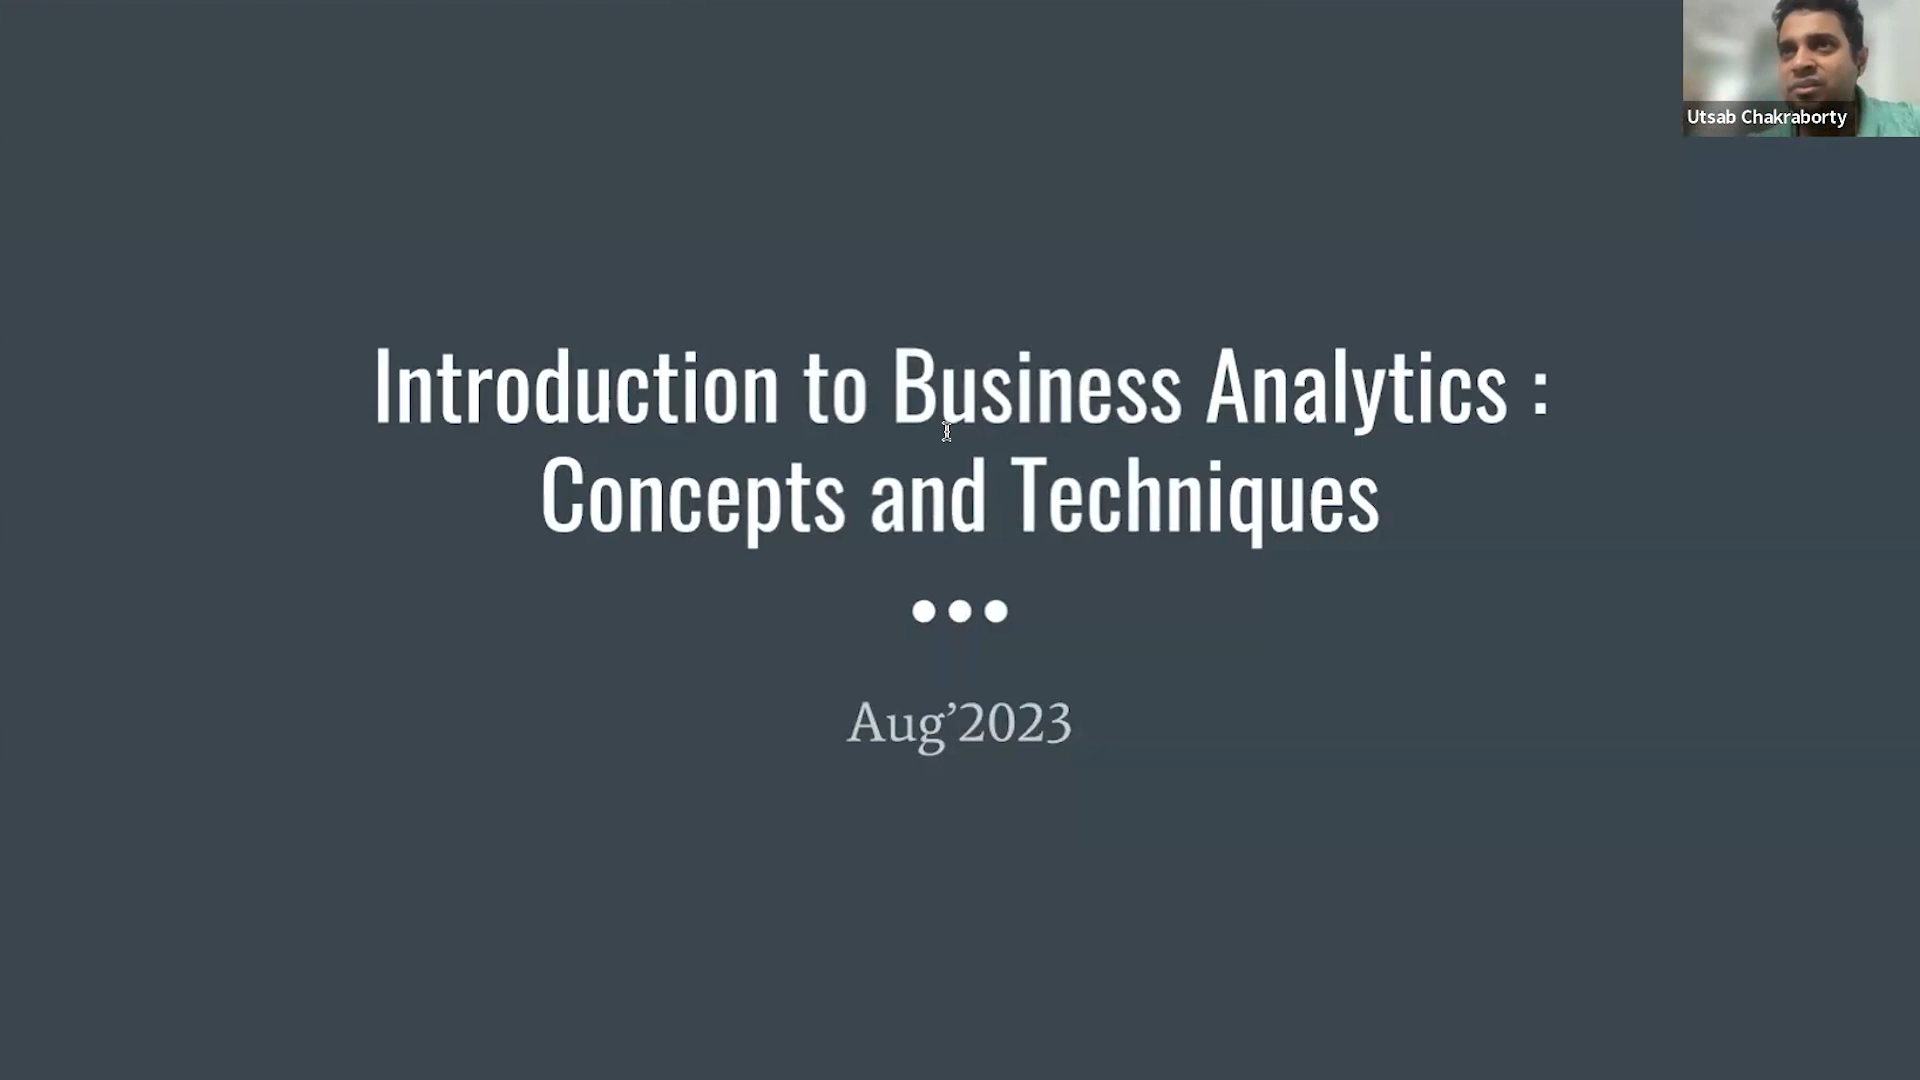 Utsab Chakraborty
Introduction to Business Analytics :
Concepts and Techniques
Aug’2023